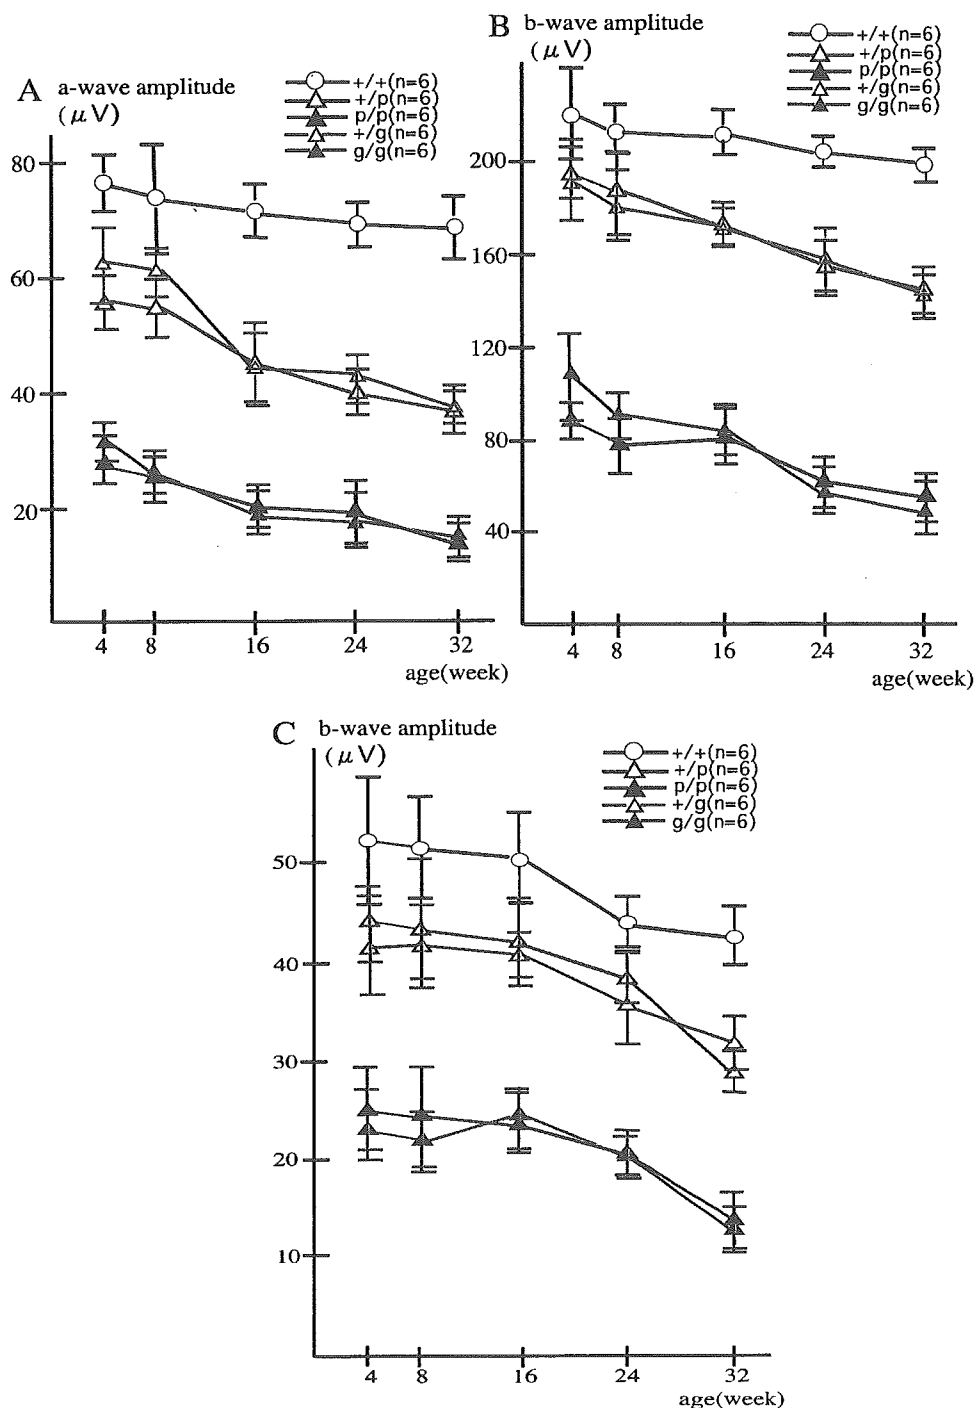 A a-wave amplitude
(μV)
+/+(n=6)
+/p(n=6)
p/p(n=6)
+/g(n=6)
g/g(n=6)
80
60
40
20
4 8 16 24 32
age(week)
B b-wave amplitude
(μV)
+/+(n=6)
+/p(n=6)
p/p(n=6)
+/g(n=6)
g/g(n=6)
200
160
120
80
40
4 8 16 24 32
age(week)
C b-wave amplitude
(μV)
+/+(n=6)
+/p(n=6)
p/p(n=6)
+/g(n=6)
g/g(n=6)
50
40
30
20
10
4 8 16 24 32
age(week)